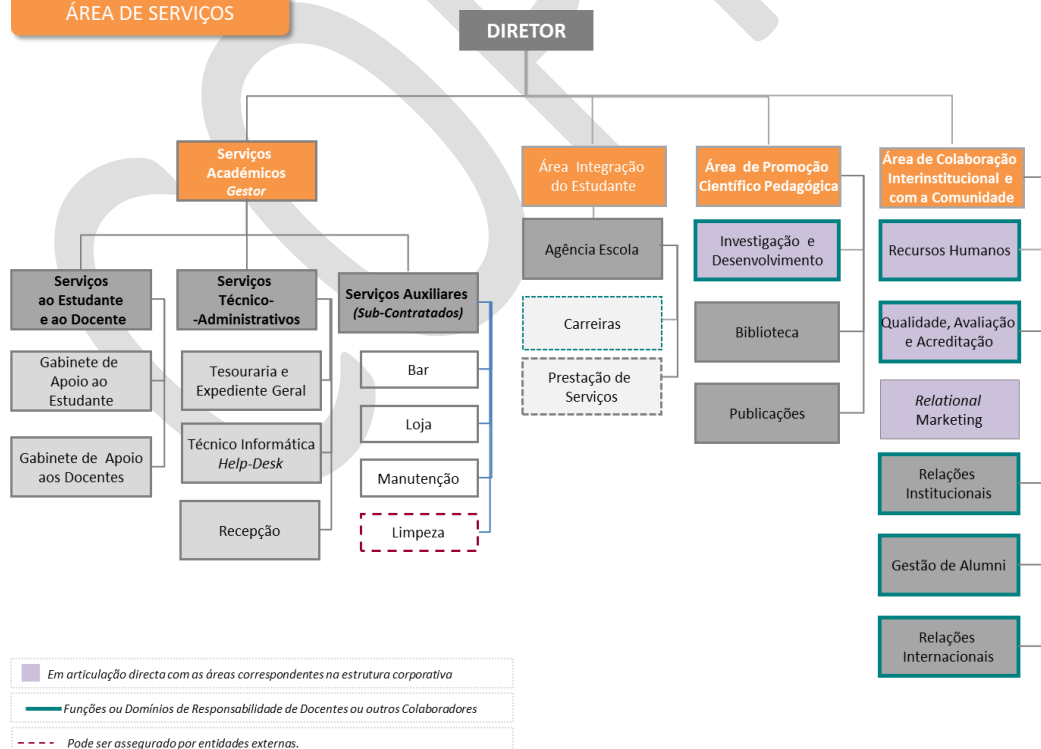 ÁREA DE SERVIÇOS
DIRETOR
Serviços
Académicos
Gestor
Área Integração
do Estudante
Área de Promoção
Científico Pedagógica
Área de Colaboração
Interinstitucional e
com a Comunidade
Serviços
ao Estudante
e ao Docente
Gabinete de
Apoio ao
Estudante
Gabinete de Apoio
aos Docentes
Serviços
Técnico-
-Administrativos
Tesouraria e
Expediente Geral
Técnico Informática
Help-Desk
Recepção
Serviços Auxiliares
(Sub-Contratados)
Bar
Loja
Manutenção
Limpeza
Agência Escola
Carreiras
Prestação de
Serviços
Investigação e
Desenvolvimento
Biblioteca
Publicações
Recursos Humanos
Qualidade, Avaliação
e Acreditação
Relational
Marketing
Relações
Institucionais
Gestão de Alumni
Relações
Internacionais
Em articulação directa com as áreas correspondentes na estrutura corporativa
Funções ou Domínios de Responsabilidade de Docentes ou outros Colaboradores
Pode ser assegurado por entidades externas.